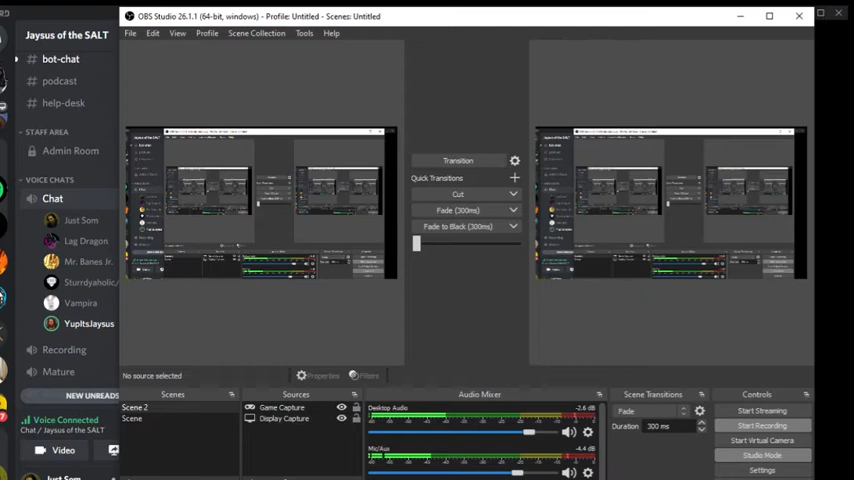 Jaysus of the SALT
# bot-chat
# podcast
# help-desk
STAFF AREA
Admin Room
VOICE CHATS
Chat
Just Som
Lag Dragon
Mr. Banes Jr.
Sturrdyaholic/
Vampira
YupItsJaysus
Recording
Mature
NEW UNREADS
Voice Connected
Chat / Jaysus of the SALT
Video
Just Som
OBS Studio 26.1.1 (64-bit, windows) - Profile: Untitled - Scenes: Untitled
File Edit View Profile Scene Collection Tools Help
Transition
Quick Transitions
Cut
Fade (300ms)
Fade to Black (300ms)
No source selected
Properties
Filters
Scenes
Scene 2
Scene
Sources
Game Capture
Display Capture
Audio Mixer
Desktop Audio
-2.6 dB
Mic/Aux
-4.4 dB
Scene Transitions
Fade
Duration 300 ms
Controls
Start Streaming
Start Recording
Start Virtual Camera
Studio Mode
Settings